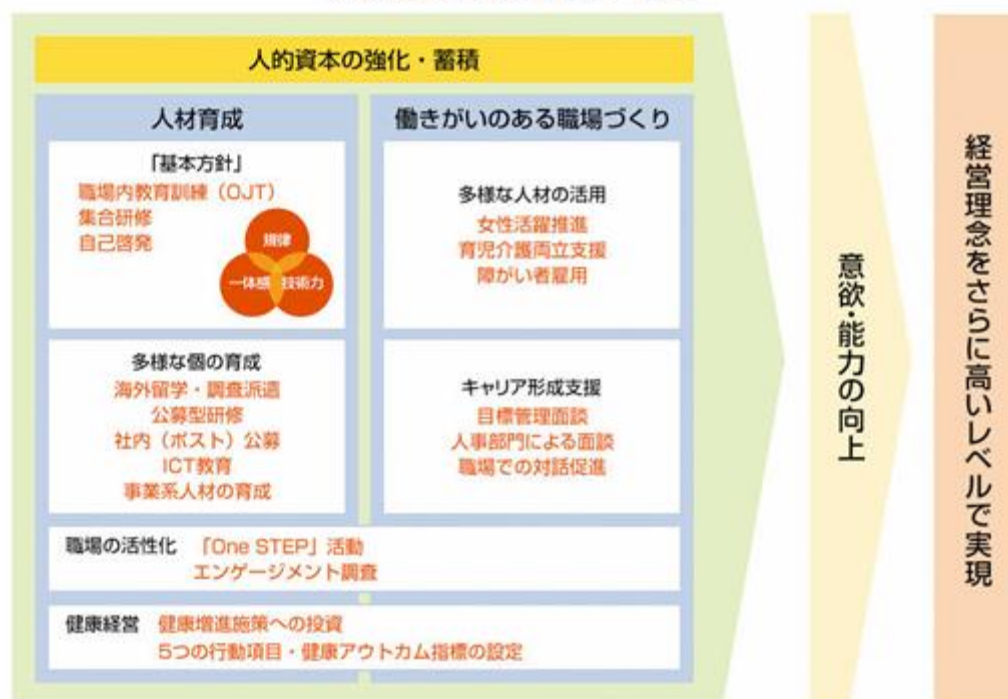 人的資本の強化・蓄積
人材育成
「基本方針」
職場内教育訓練（OJT）
集合研修
自己啓発
規律
一体感
技術力
多様な個の育成
海外留学・調査派遣
公募型研修
社内（ポスト）公募
ICT教育
事業系人材の育成
働きがいのある職場づくり
多様な人材の活用
女性活躍推進
育児介護両立支援
障がい者雇用
キャリア形成支援
目標管理面談
人事部門による面談
職場での対話促進
職場の活性化 「One STEP」活動
エンゲージメント調査
健康経営 健康増進施策への投資
5つの行動項目・健康アウトカム指標の設定
意欲・能力の向上
経営理念をさらに高いレベルで実現